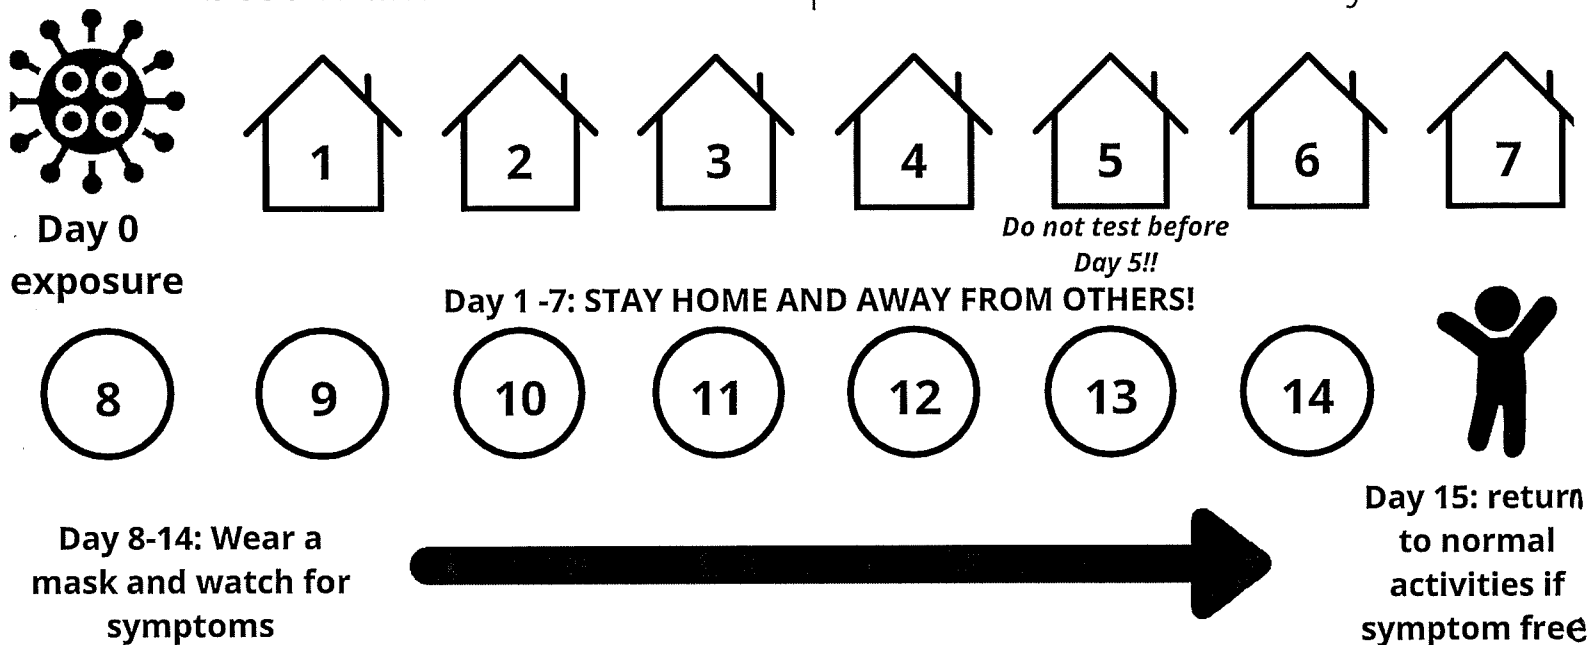 1
2
3
4
5
6
7
Day 0
exposure
Do not test before
Day 5!!
Day 1 -7: STAY HOME AND AWAY FROM OTHERS!
8
9
10
11
12
13
14
Day 8-14: Wear a
mask and watch for
symptoms
Day 15: return
to normal
activities if
symptom free